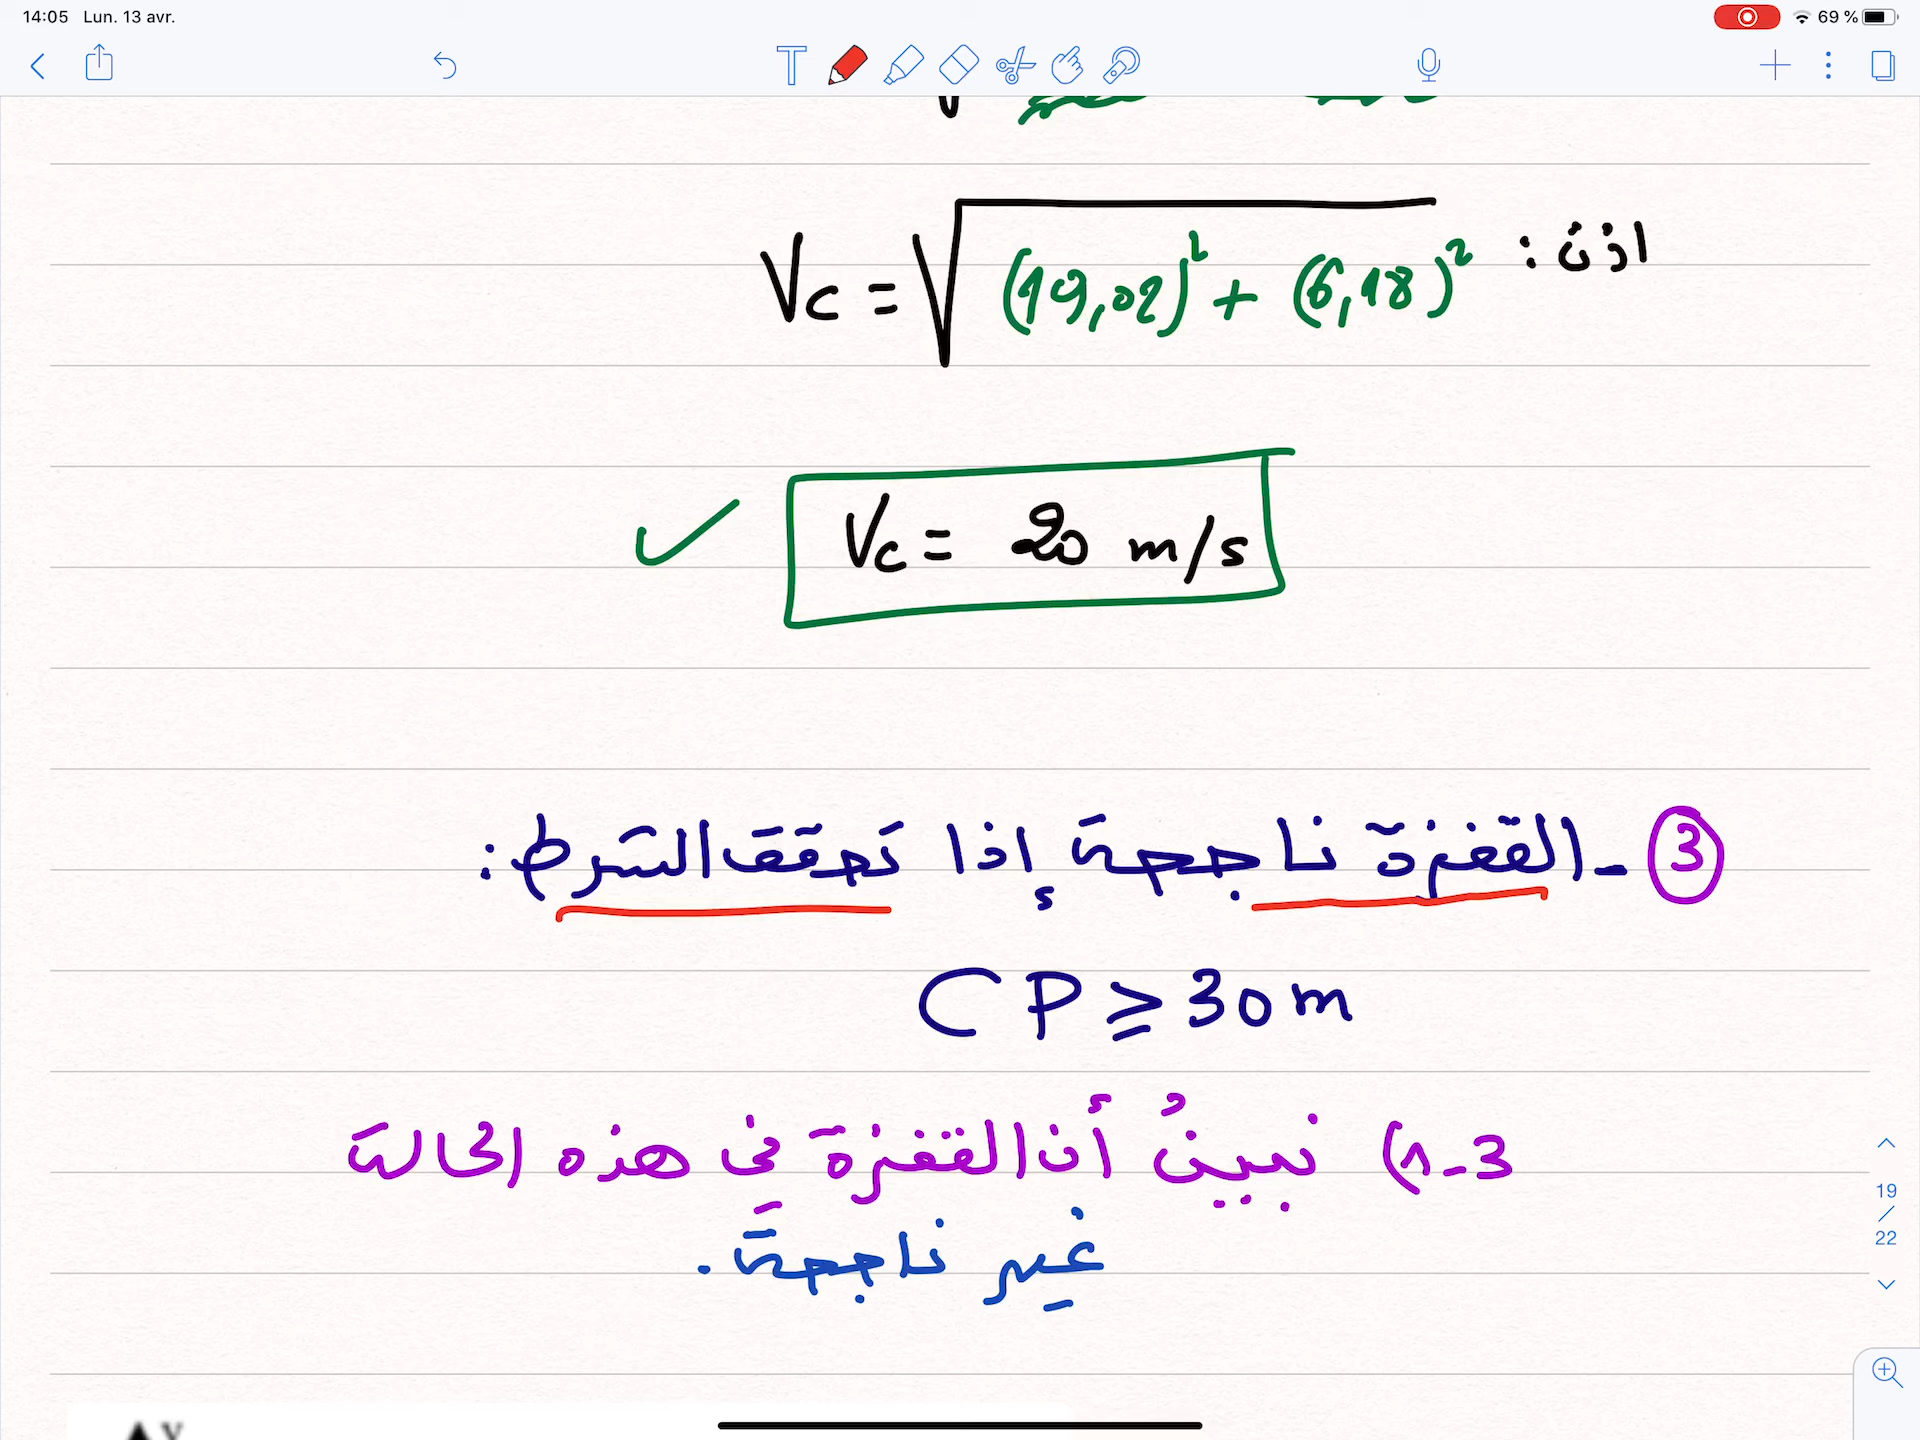 14:05 Lun. 13 avr. 69 %
T
اذن : Vc = √(19,02)² + (6,18)²
Vc = 20 m/s
3 - القفزة ناجحة إذا تحقق الشرط :
CP ≥ 30 m
3-1) نبين أن القفزة في هذه الحالة
غير ناجحة .
19
/
22
y